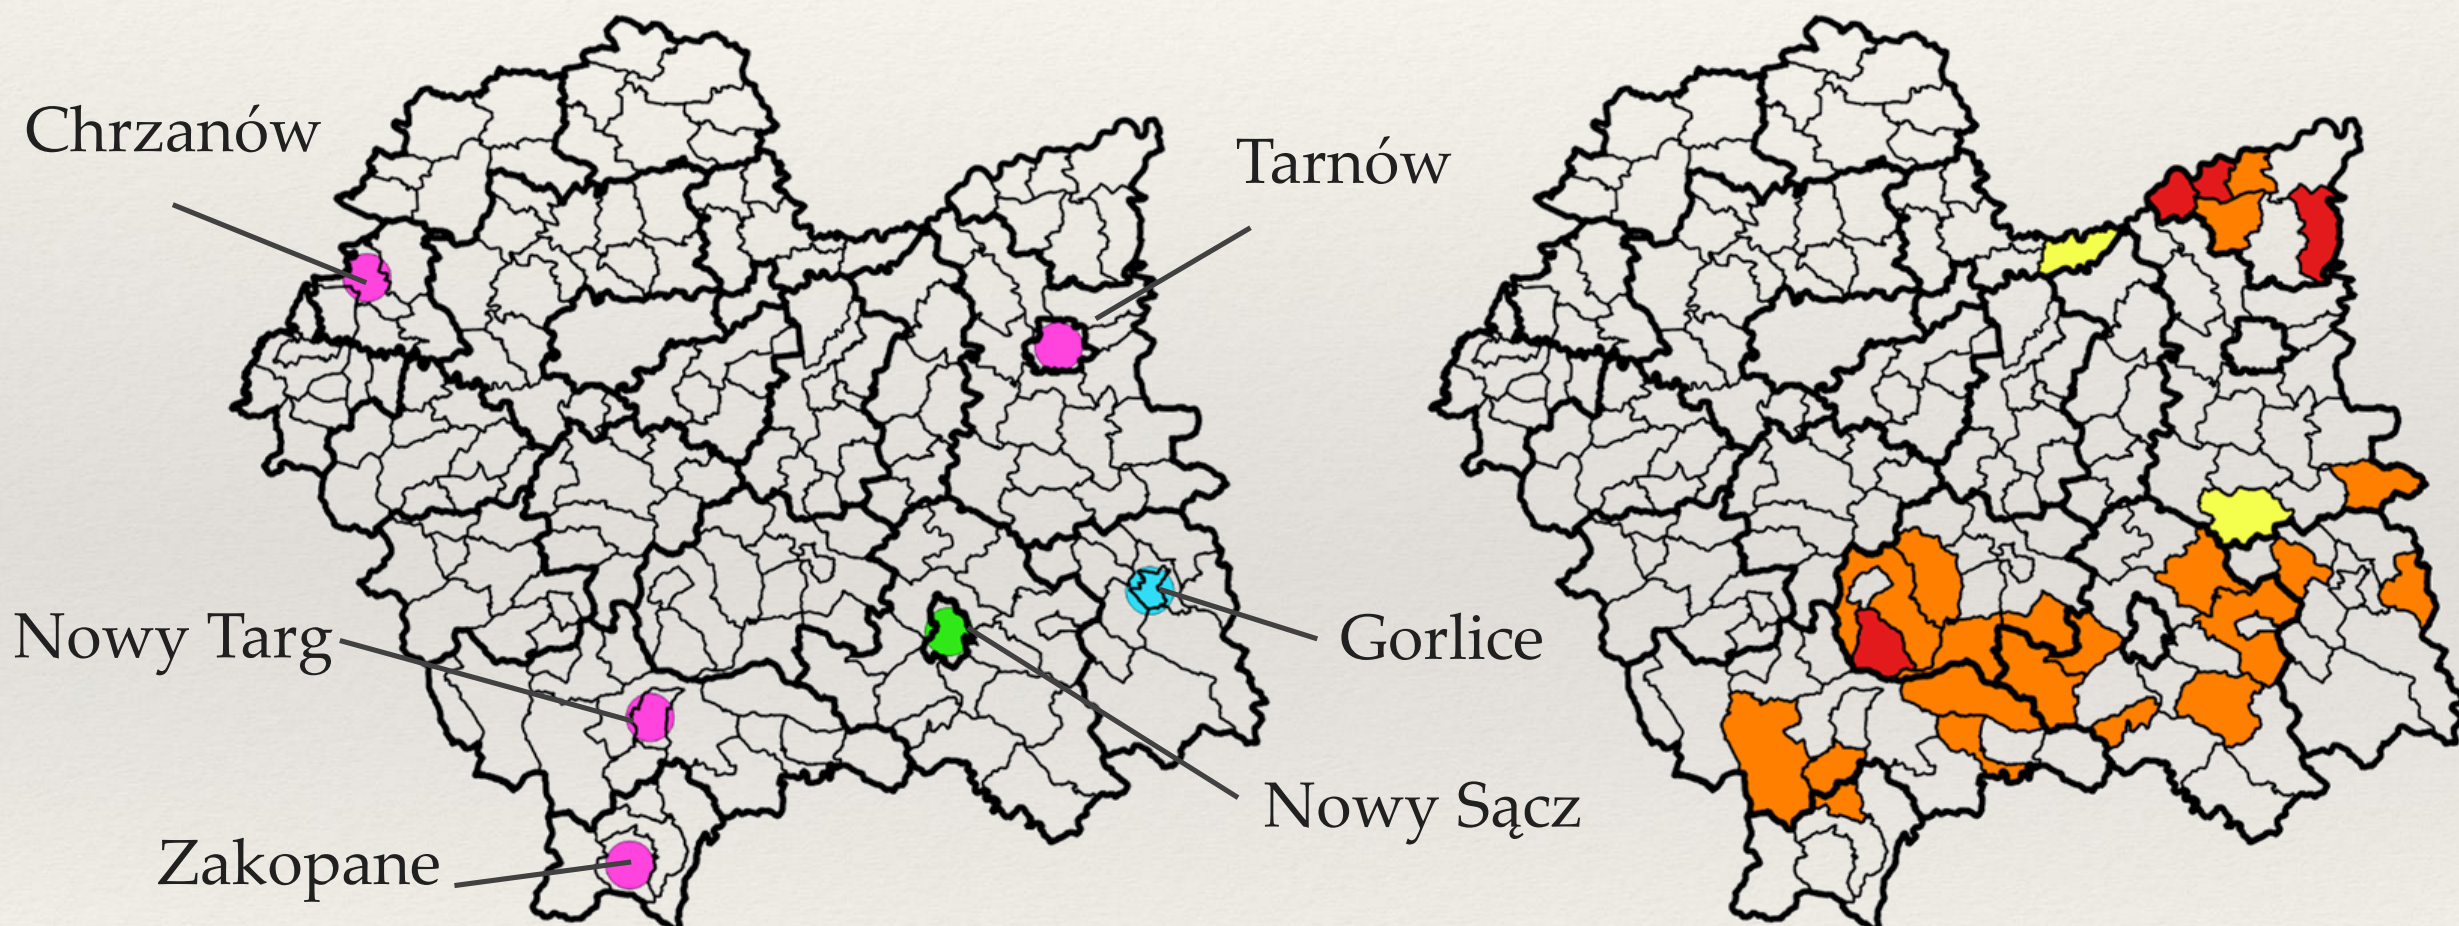 Chrzanów
Tarnów
Nowy Targ
Gorlice
Nowy Sącz
Zakopane